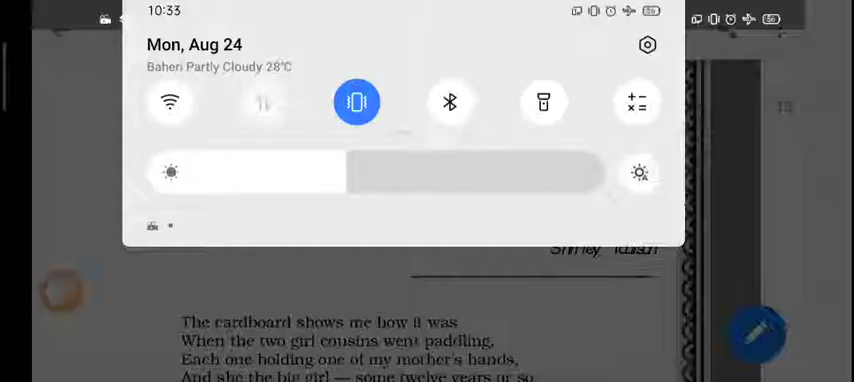 10:33
56
56
Mon, Aug 24
Baheri Partly Cloudy 28°C
Shirley Toulson
The cardboard shows me how it was
When the two girl cousins went paddling,
Each one holding one of my mother's hands,
And she the big girl — some twelve years or so